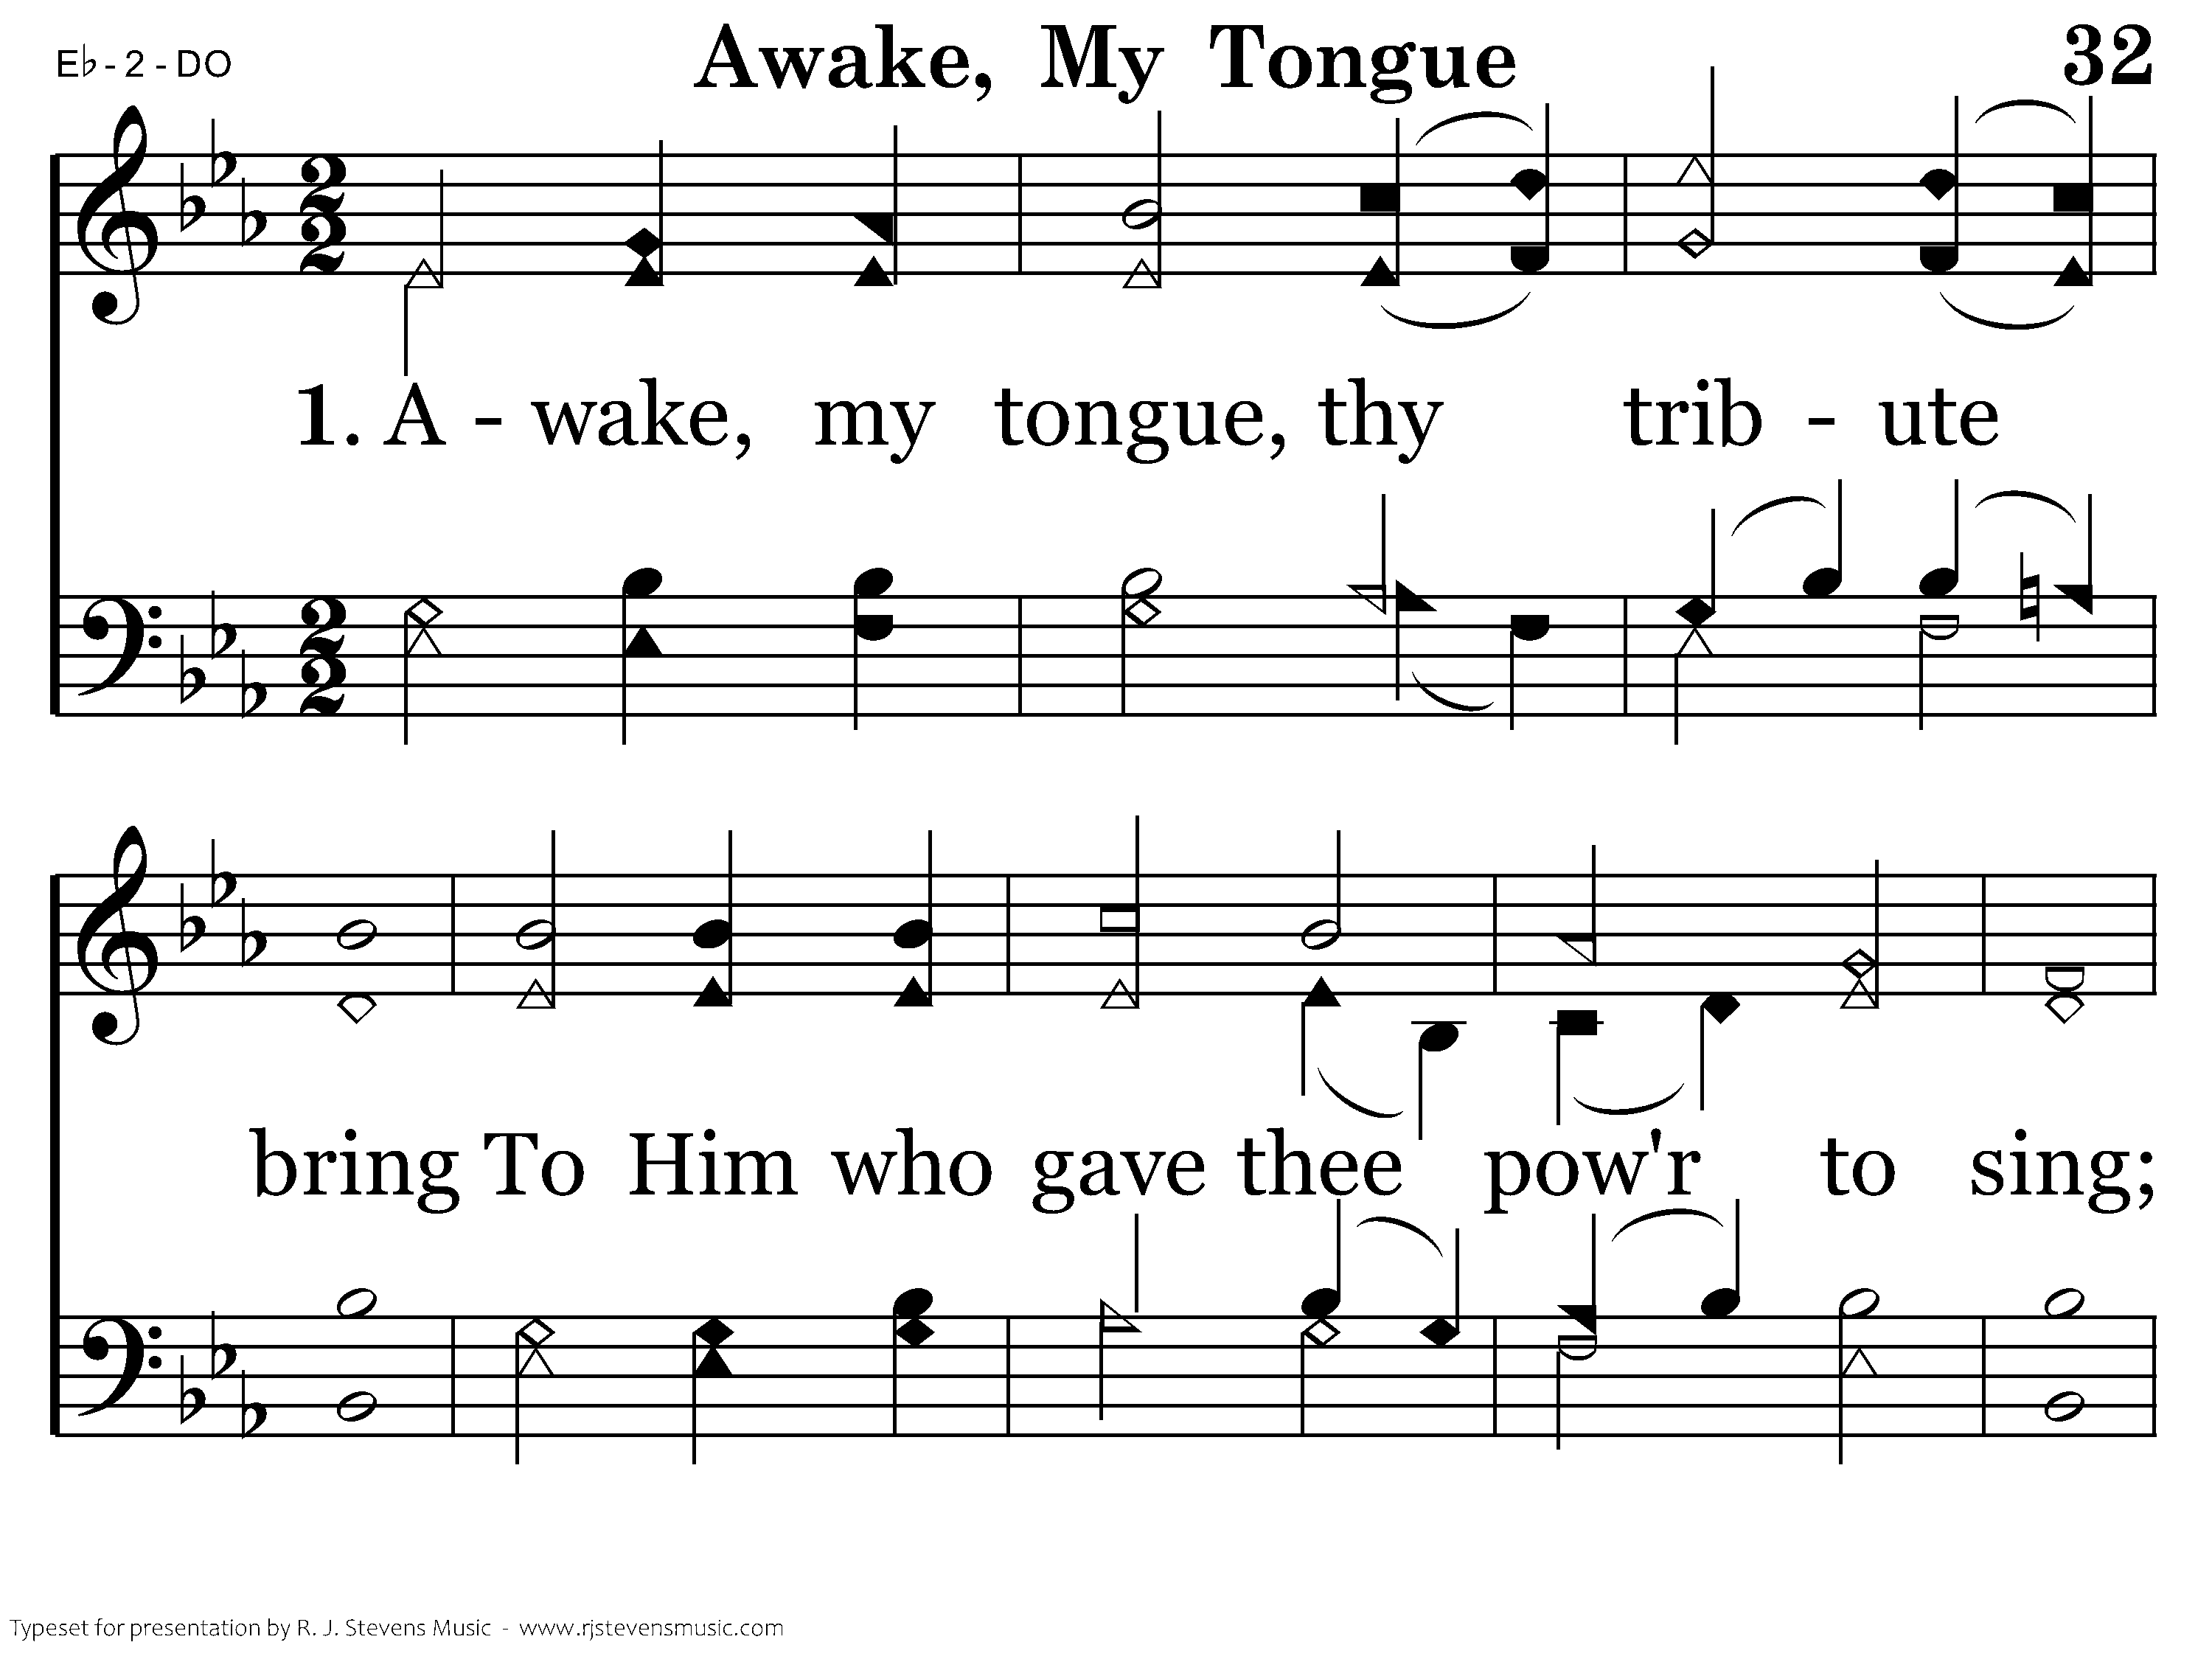 E♭- 2 - DO
Awake, My Tongue
32
1. A - wake, my tongue, thy trib - ute
bring To Him who gave thee pow'r to sing;
Typeset for presentation by R. J. Stevens Music - www.rjstevensmusic.com